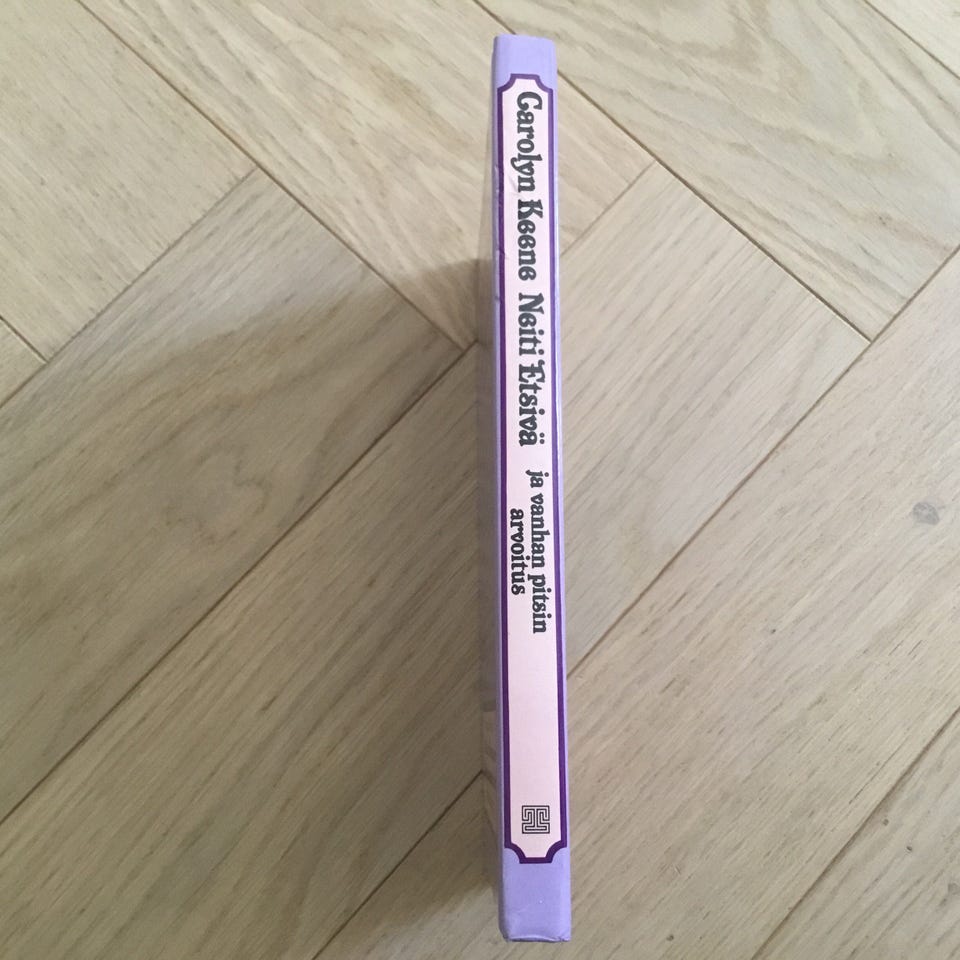 Carolyn Keene Neiti Etsivä
ja vanhan pitsin
arvoitus